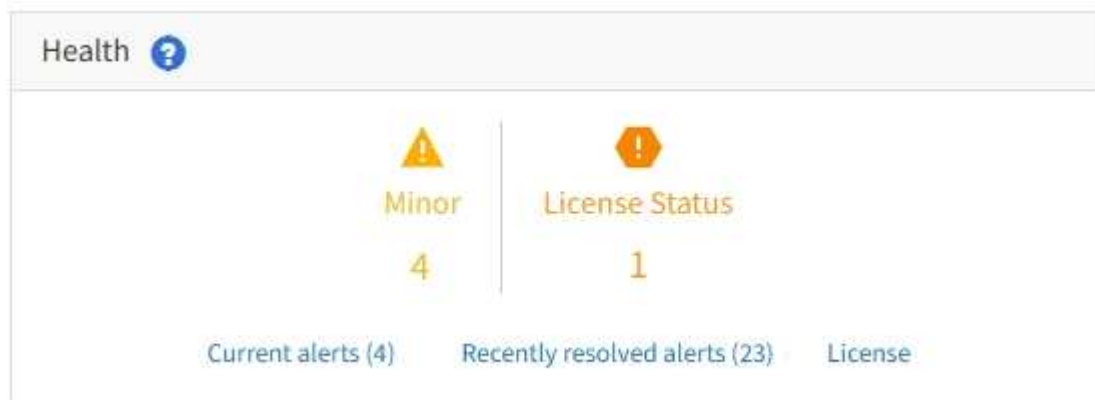 Health ?
Minor License Status
4 1
Current alerts (4) Recently resolved alerts (23) License